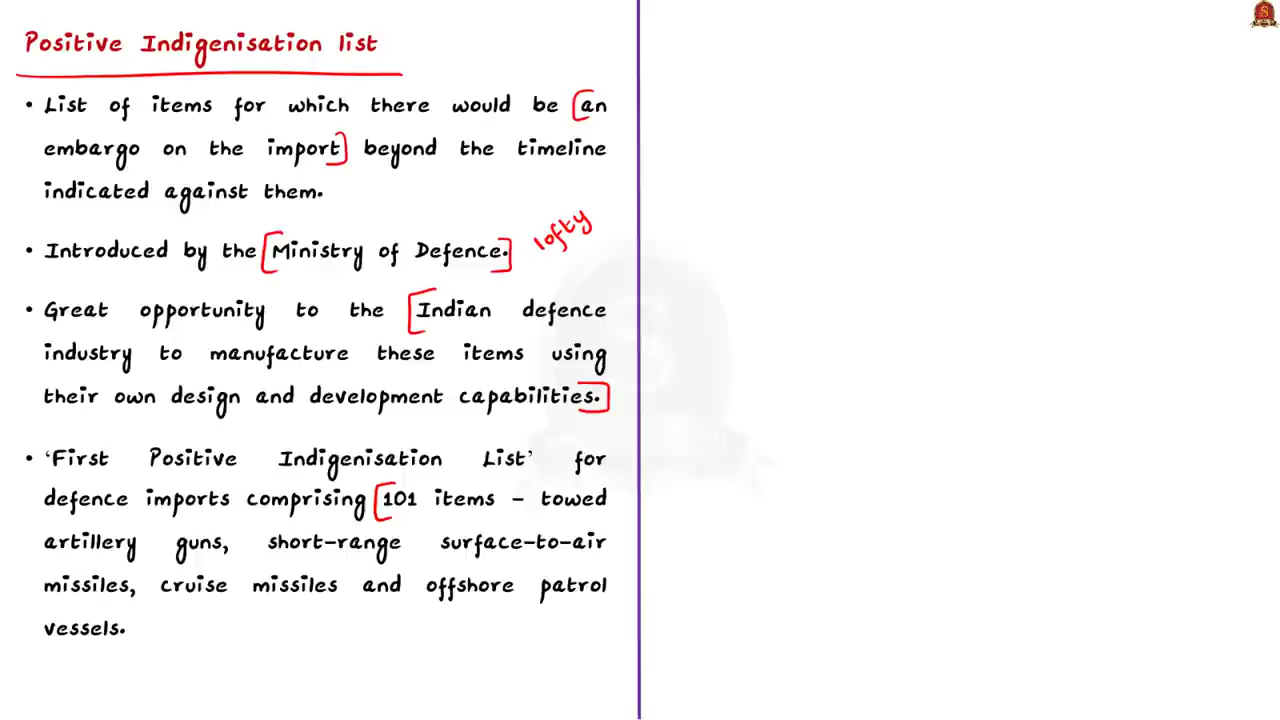 Positive Indigenisation list
• List of items for which there would be [an
embargo on the import] beyond the timeline
indicated against them.
• Introduced by the [Ministry of Defence.] lofty
• Great opportunity to the [Indian defence
industry to manufacture these items using
their own design and development capabilities.]
• ‘First Positive Indigenisation List’ for
defence imports comprising [101 items – towed
artillery guns, short-range surface-to-air
missiles, cruise missiles and offshore patrol
vessels.